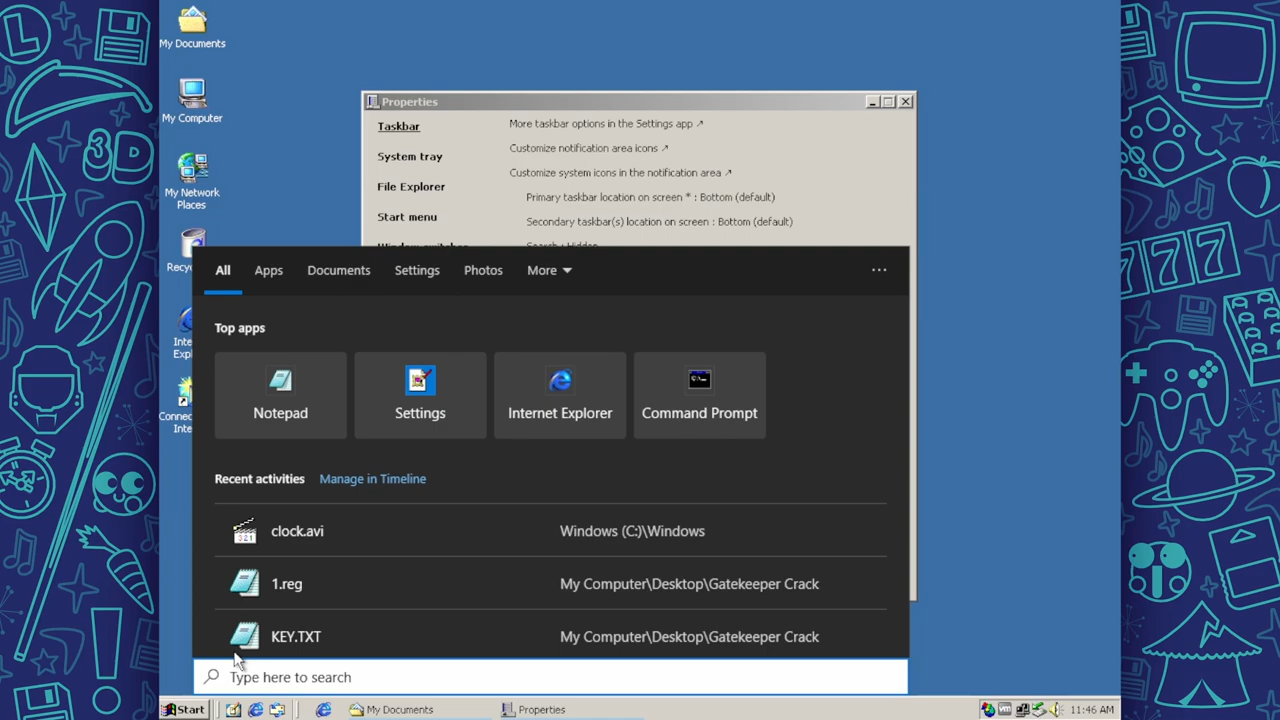 My Documents
My Computer
My Network
Places
Recyc
Inte
Expl
Connec
Inte
Properties
Taskbar
System tray
File Explorer
Start menu
More taskbar options in the Settings app ↗
Customize notification area icons ↗
Customize system icons in the notification area ↗
Primary taskbar location on screen * : Bottom (default)
Secondary taskbar(s) location on screen : Bottom (default)
Search : Hidden
All
Apps
Documents
Settings
Photos
More
Top apps
Notepad
Settings
Internet Explorer
Command Prompt
Recent activities
Manage in Timeline
clock.avi
Windows (C:)\Windows
1.reg
My Computer\Desktop\Gatekeeper Crack
KEY.TXT
My Computer\Desktop\Gatekeeper Crack
Type here to search
Start
My Documents
Properties
11:46 AM
L
3D
777